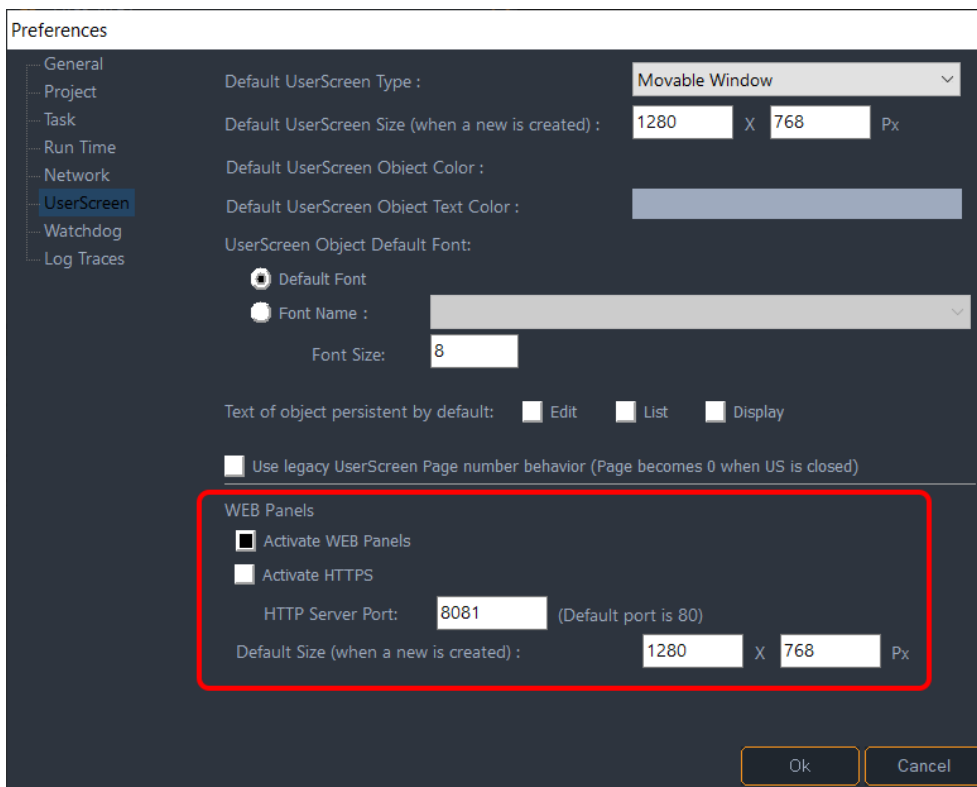 Preferences
General
Project
Task
Run Time
Network
UserScreen
Watchdog
Log Traces
Default UserScreen Type : Movable Window
Default UserScreen Size (when a new is created) : 1280 X 768 Px
Default UserScreen Object Color :
Default UserScreen Object Text Color :
UserScreen Object Default Font:
Default Font
Font Name :
Font Size: 8
Text of object persistent by default: Edit List Display
Use legacy UserScreen Page number behavior (Page becomes 0 when US is closed)
WEB Panels
Activate WEB Panels
Activate HTTPS
HTTP Server Port: 8081 (Default port is 80)
Default Size (when a new is created) : 1280 X 768 Px
Ok Cancel